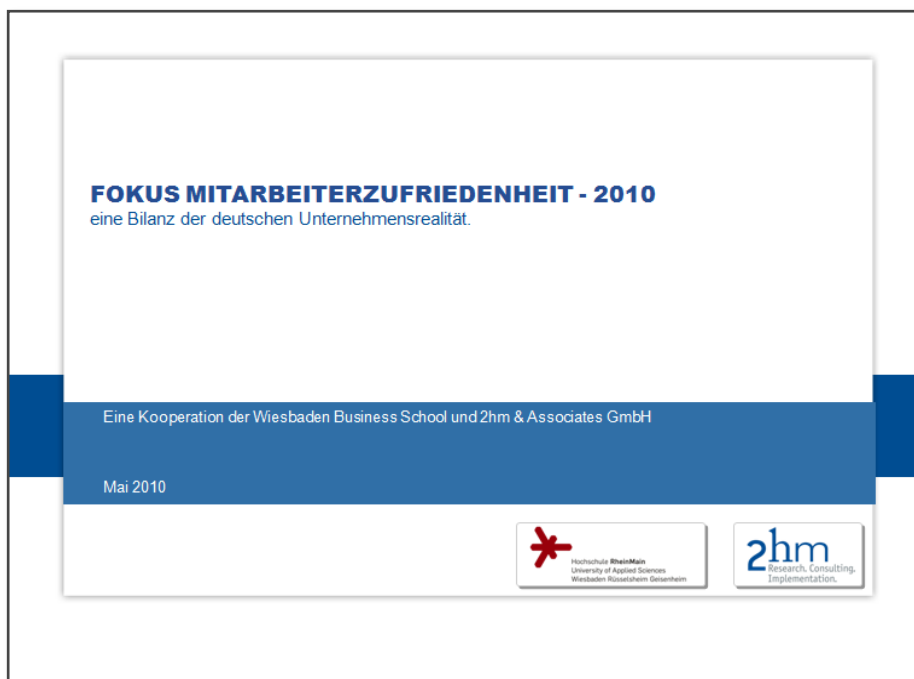 FOKUS MITARBEITERZUFRIEDENHEIT - 2010
eine Bilanz der deutschen Unternehmensrealität.
Eine Kooperation der Wiesbaden Business School und 2hm & Associates GmbH
Mai 2010
Hochschule RheinMain
University of Applied Sciences
Wiesbaden Rüsselsheim Geisenheim
2hm
Research. Consulting.
Implementation.